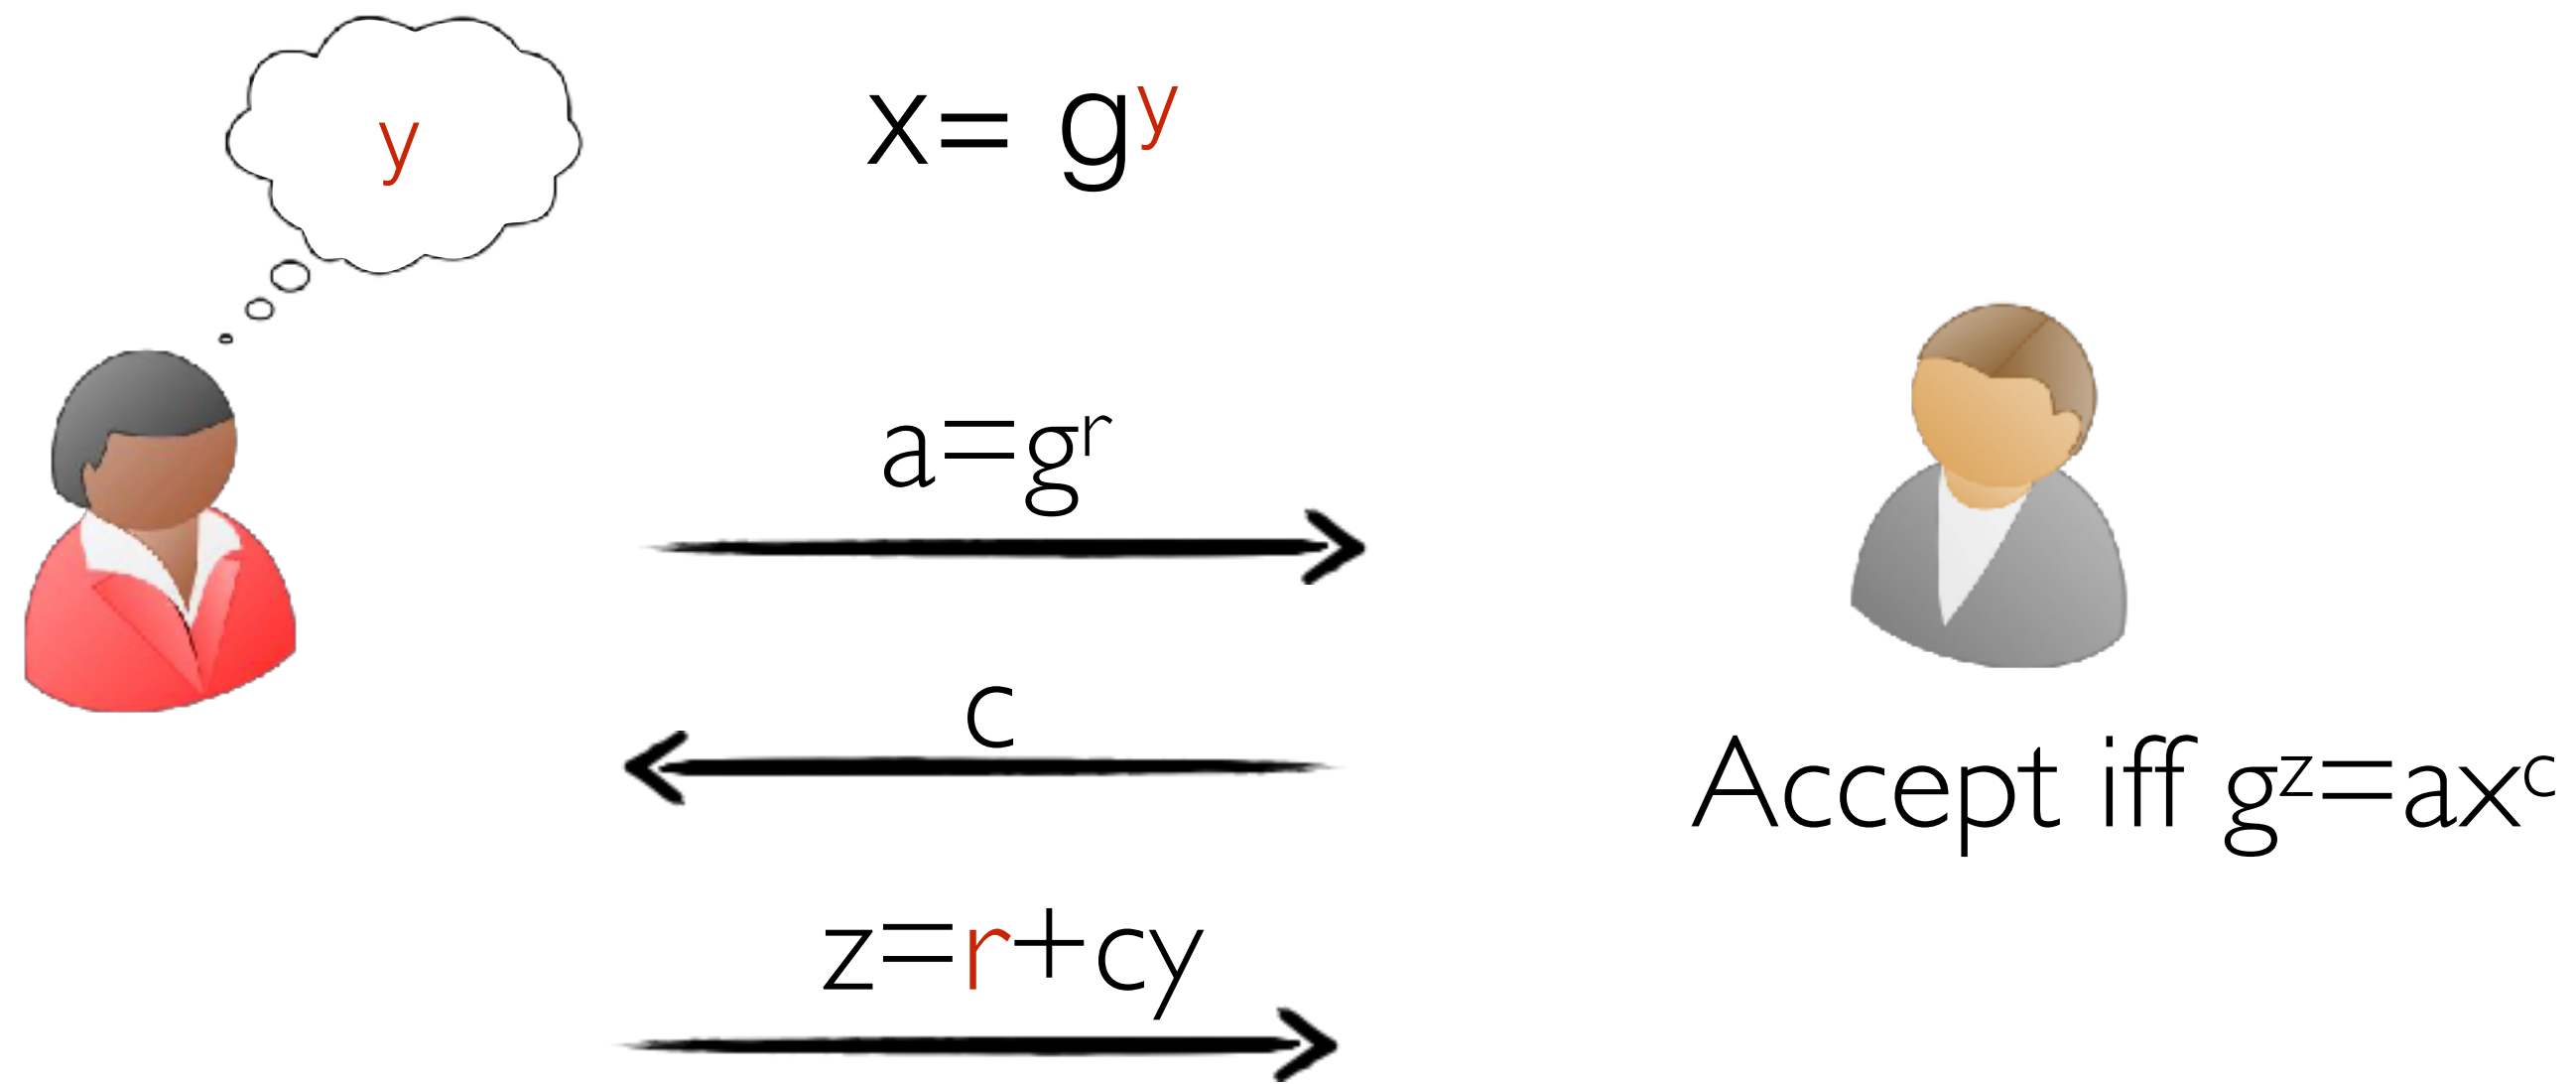 y
x= gʸ
a=gʳ
c
Accept iff gᶻ=axᶜ
z=r+cy